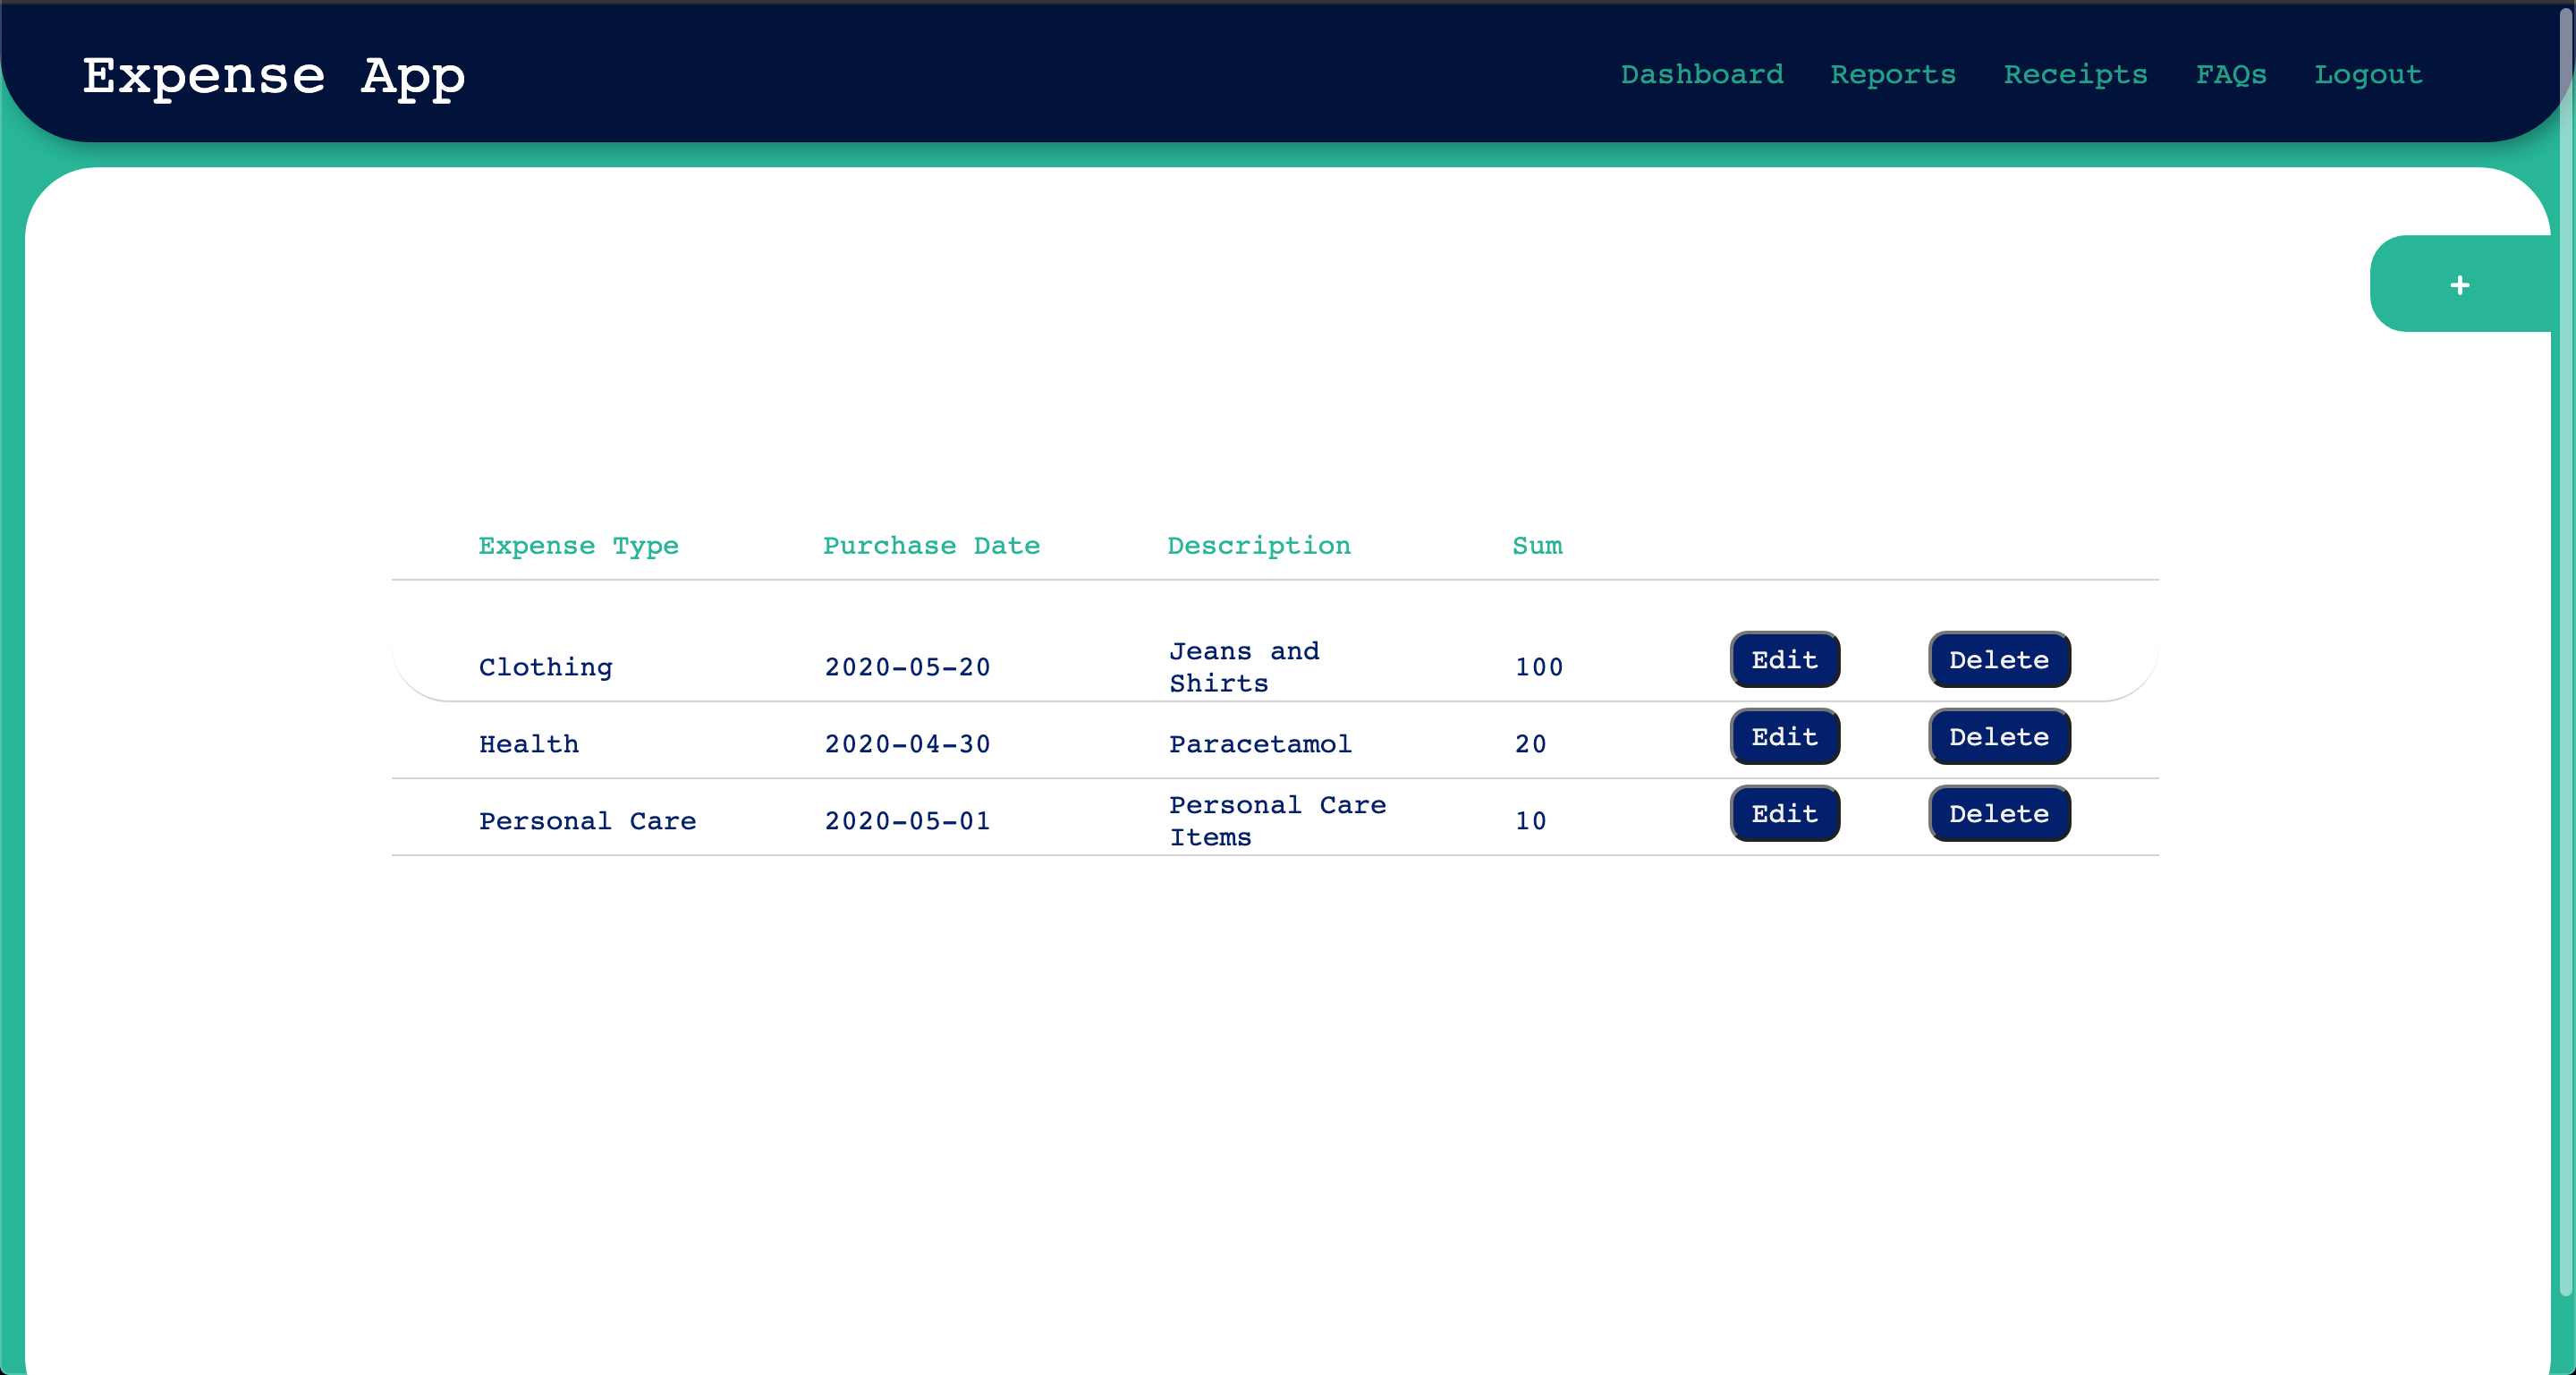 Expense App
Dashboard Reports Receipts FAQs Logout
+
Expense Type Purchase Date Description Sum
Clothing 2020-05-20 Jeans and Shirts 100 Edit Delete
Health 2020-04-30 Paracetamol 20 Edit Delete
Personal Care 2020-05-01 Personal Care Items 10 Edit Delete